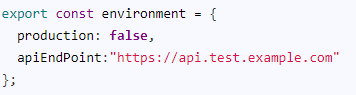 export const environment = {
  production: false,
  apiEndPoint:"https://api.test.example.com"
};